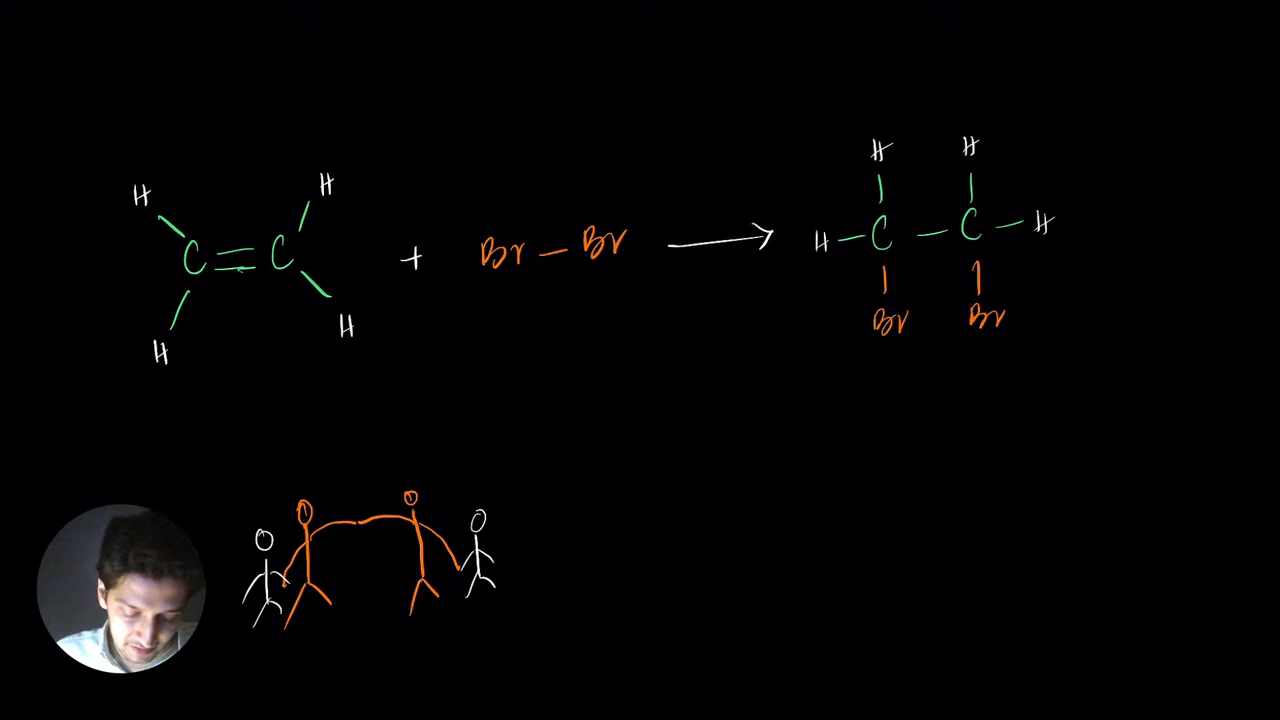 H H
H H
C = C + Br — Br → H — C — C — H
Br Br
H H